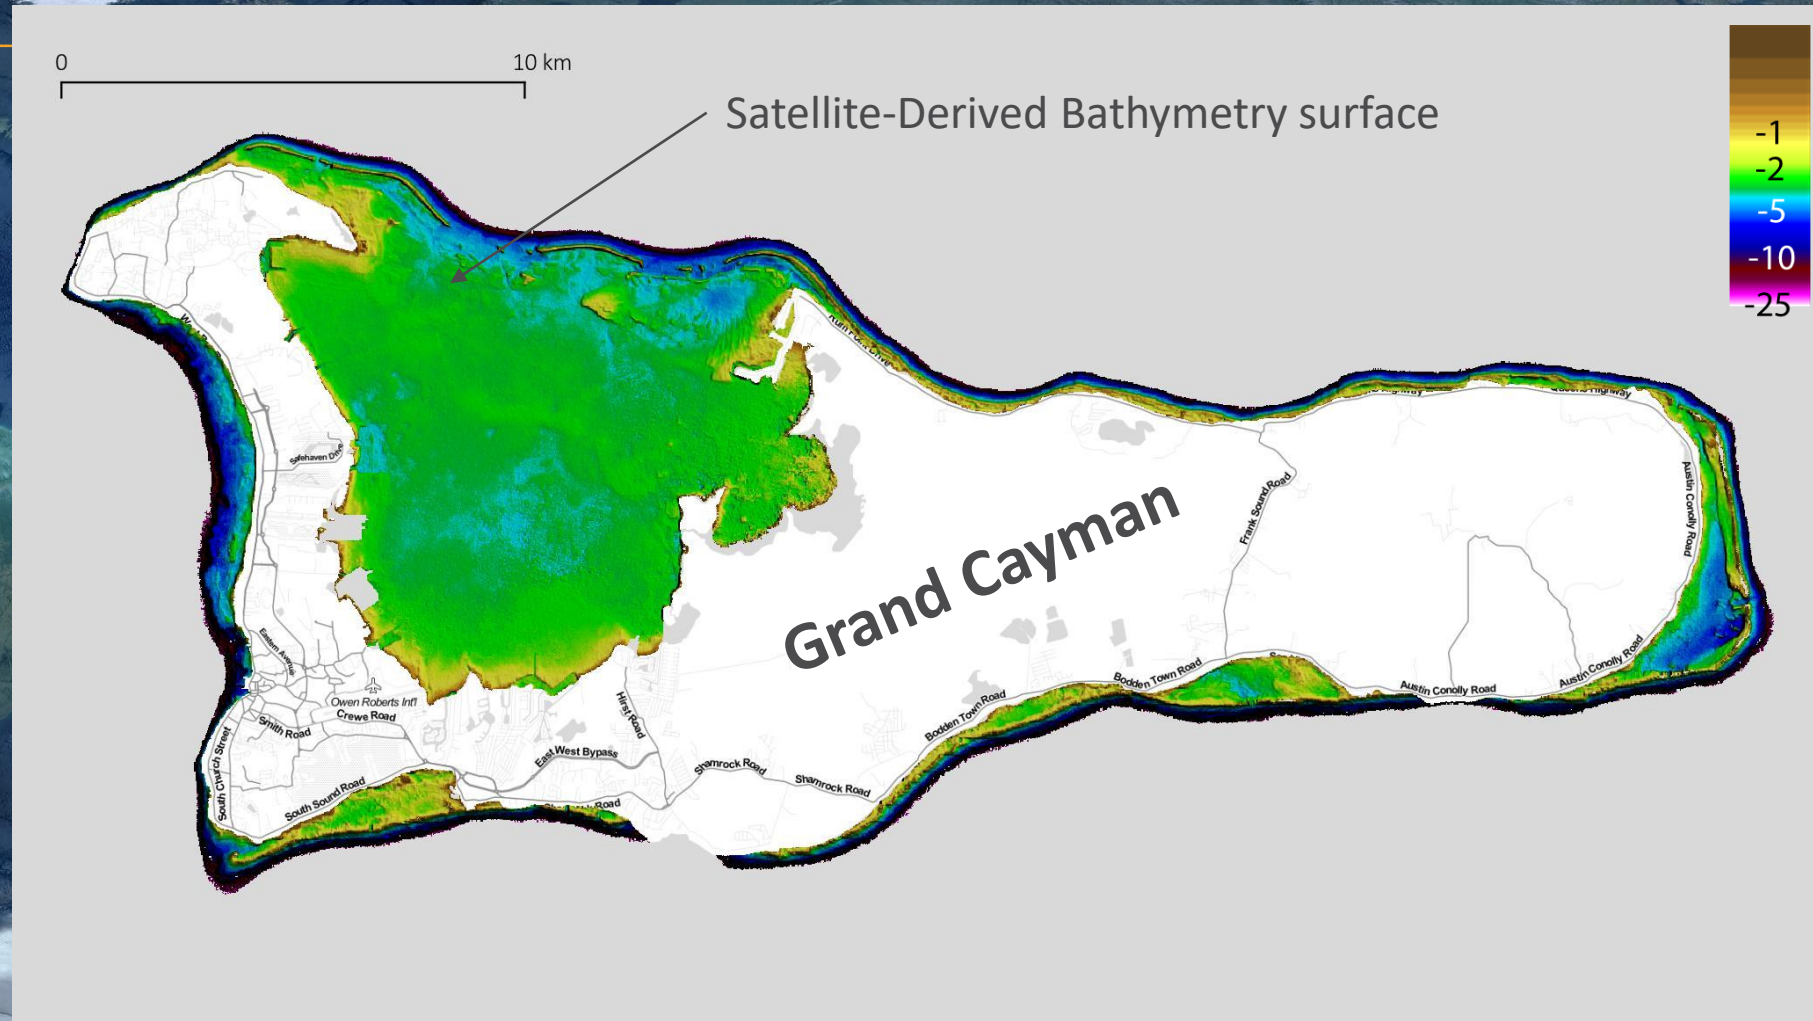 0
10 km
Satellite-Derived Bathymetry surface
-1
-2
-5
-10
-25
Safehaven Drive
Queens Highway
Austin Conolly Road
Frank Sound Road
Grand Cayman
Eastern Avenue
Owen Roberts Int'l
Crewe Road
Smith Road
South Church Street
South Sound Road
Hirst Road
East West Bypass
Road
Shamrock Road
Shamrock Road
Bodden Town Road
Bodden Town Road
Austin Conolly Road
Austin Conolly Road